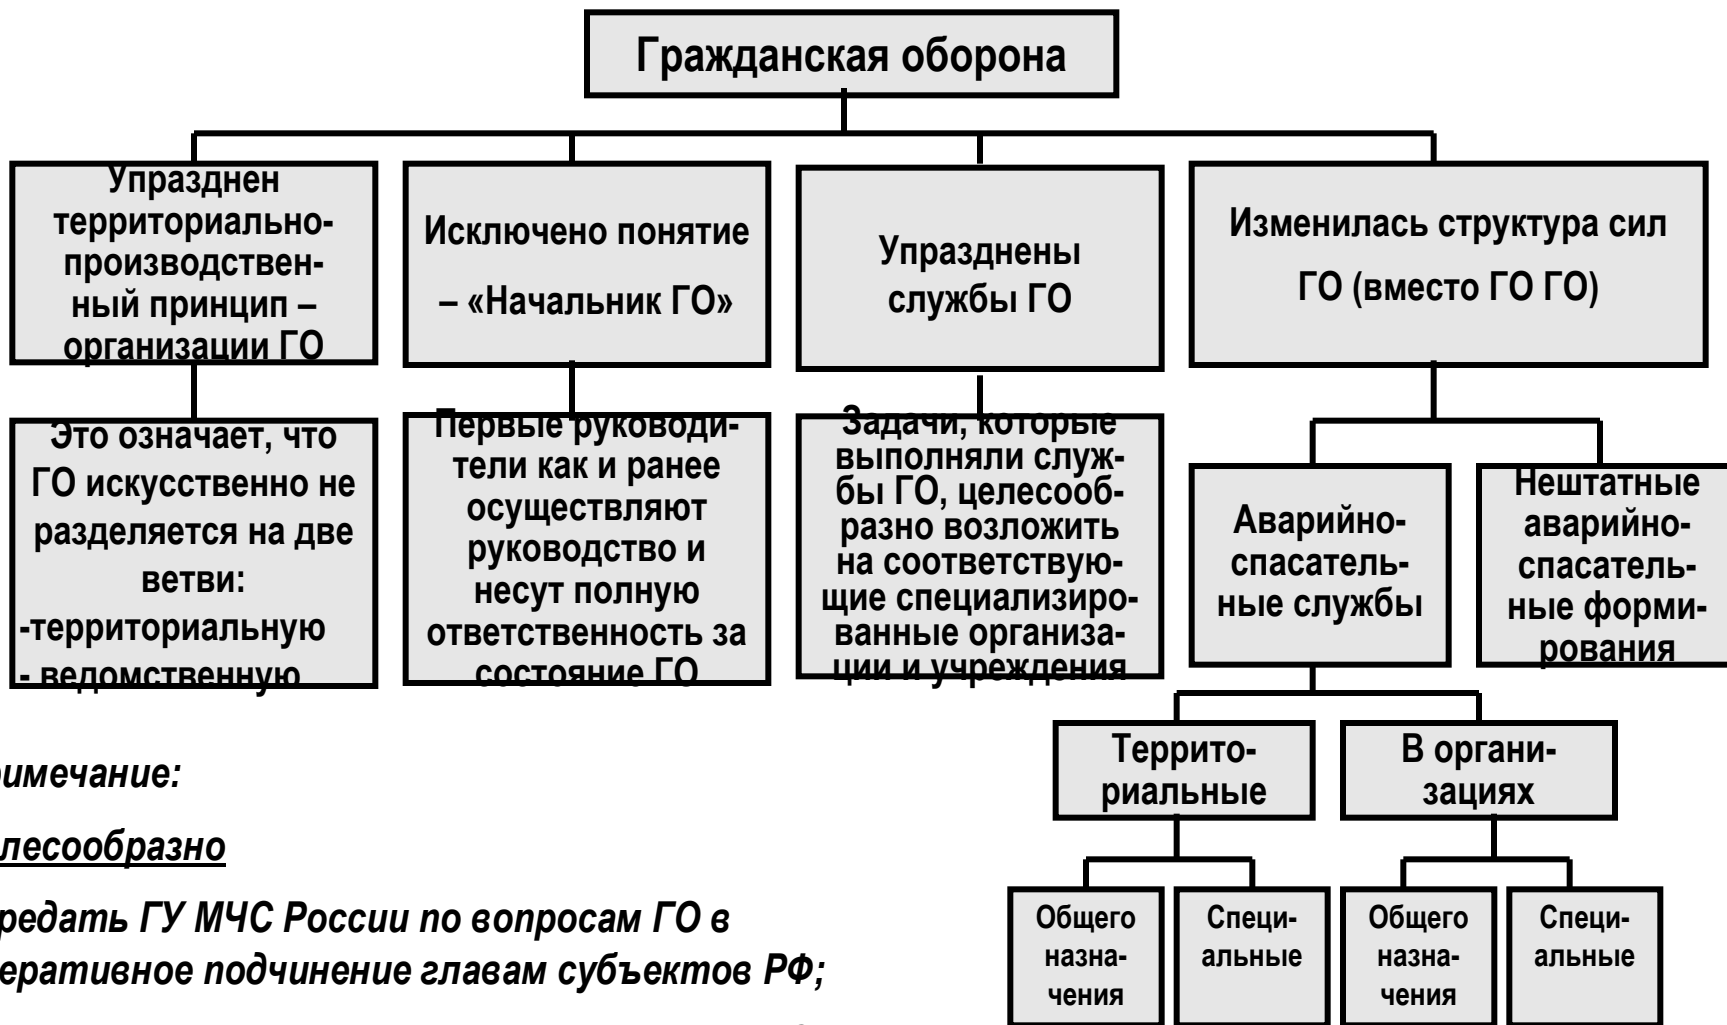 Гражданская оборона
Упразднен
территориально-
производствен-
ный принцип –
организации ГО
Исключено понятие
– «Начальник ГО»
Упразднены
службы ГО
Изменилась структура сил
ГО (вместо ГО ГО)
Это означает, что
ГО искусственно не
разделяется на две
ветви:
-территориальную
- ведомственную
Первые руководи-
тели как и ранее
осуществляют
руководство и
несут полную
ответственность за
состояние ГО
Задачи, которые
выполняли служ-
бы ГО, целесооб-
разно возложить
на соответствую-
щие специализиро-
ванные организа-
ции и учреждения
Аварийно-
спасатель-
ные службы
Нештатные
аварийно-
спасатель-
ные форми-
рования
Террито-
риальные
В органи-
зациях
Общего
назна-
чения
Специ-
альные
Общего
назна-
чения
Специ-
альные
римечание:
лесообразно
редать ГУ МЧС России по вопросам ГО в
еративное подчинение главам субъектов РФ;